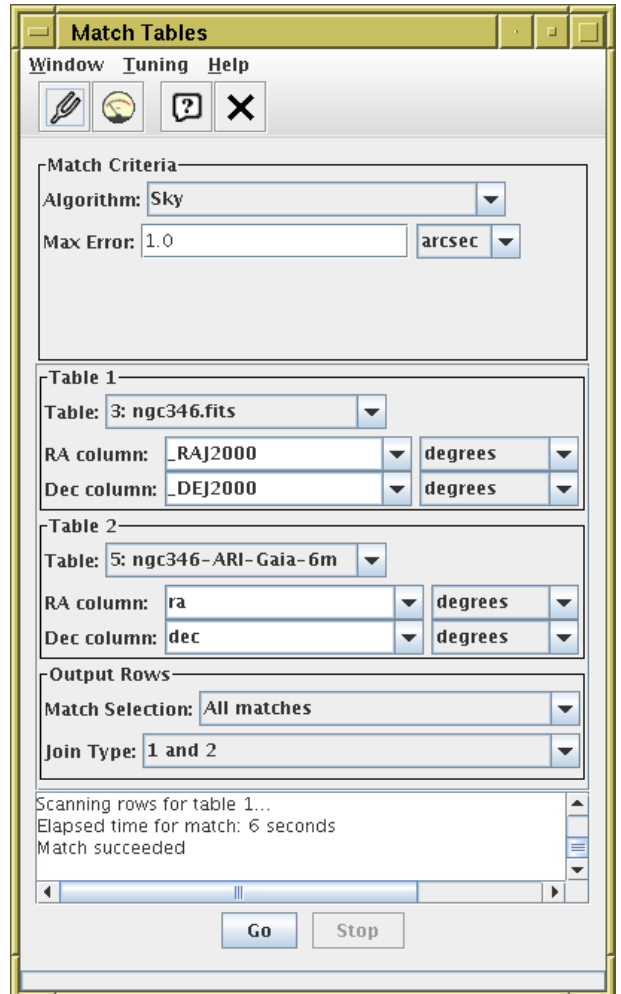 Match Tables
Window Tuning Help
Match Criteria
Algorithm: Sky
Max Error: 1.0 arcsec
Table 1
Table: 3: ngc346.fits
RA column: _RAJ2000 degrees
Dec column: _DEJ2000 degrees
Table 2
Table: 5: ngc346-ARI-Gaia-6m
RA column: ra degrees
Dec column: dec degrees
Output Rows
Match Selection: All matches
Join Type: 1 and 2
Scanning rows for table 1...
Elapsed time for match: 6 seconds
Match succeeded
Go Stop